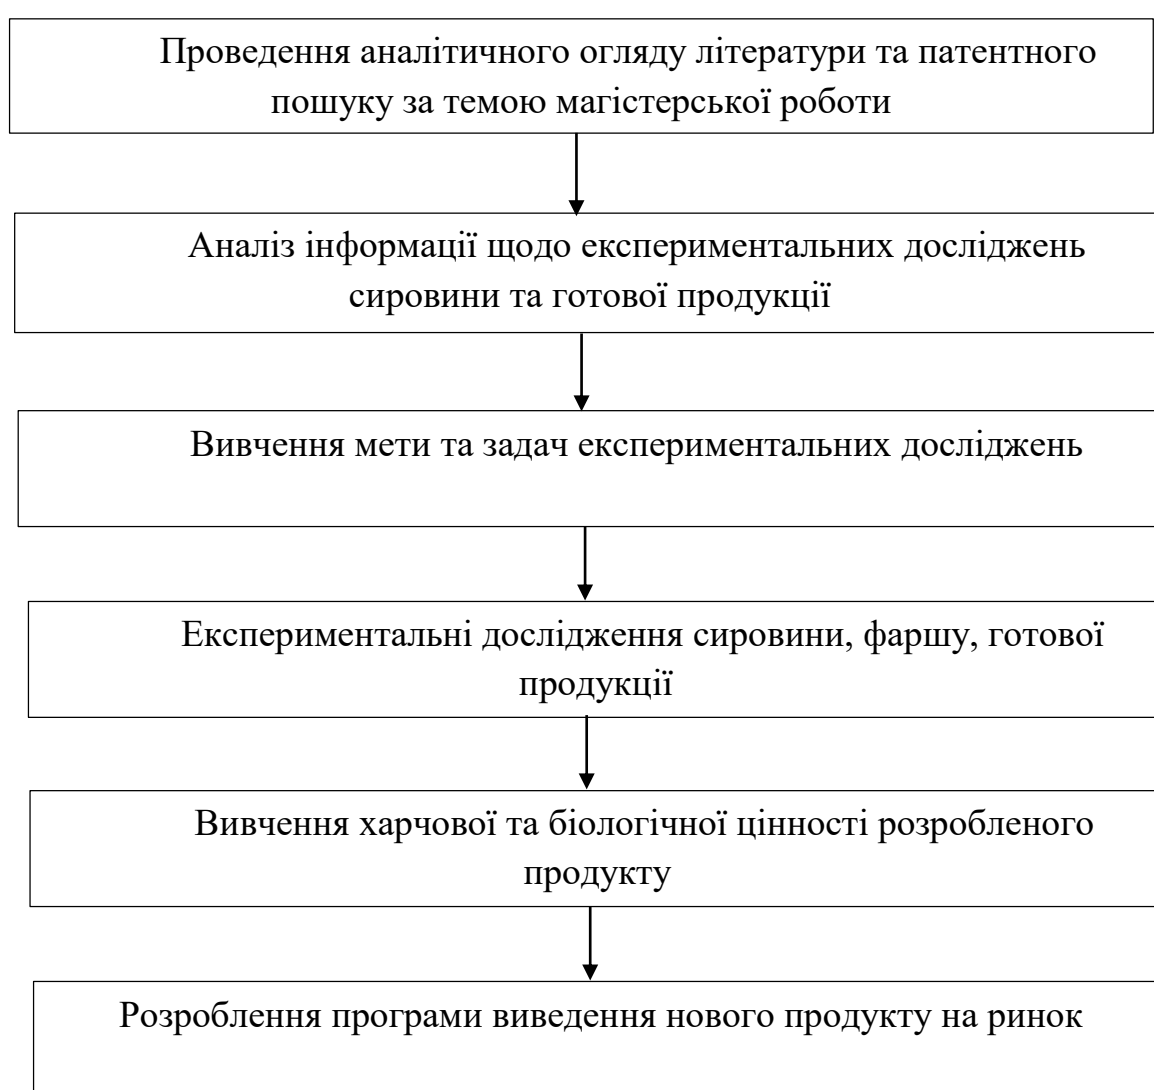 Проведення аналітичного огляду літератури та патентного
пошуку за темою магістерської роботи
Аналіз інформації щодо експериментальних досліджень
сировини та готової продукції
Вивчення мети та задач експериментальних досліджень
Експериментальні дослідження сировини, фаршу, готової
продукції
Вивчення харчової та біологічної цінності розробленого
продукту
Розроблення програми виведення нового продукту на ринок